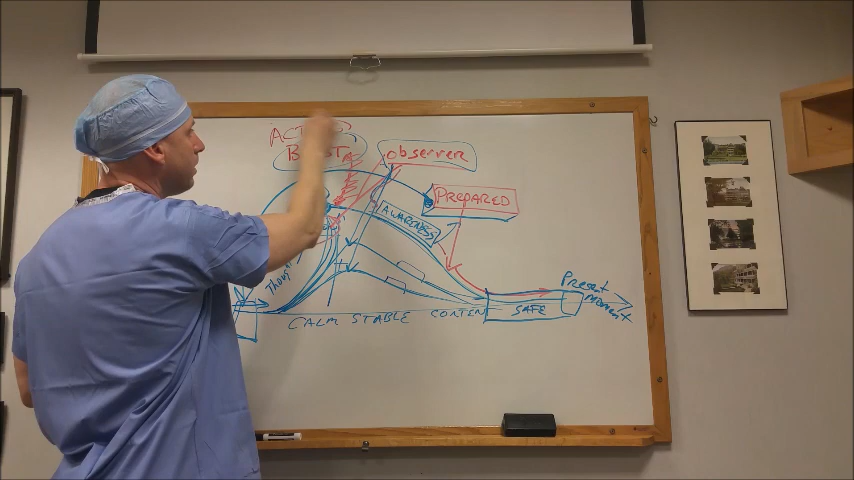 observer
PREPARED
AWARENESS
Present
moment
CALM STABLE CONTENT
SAFE